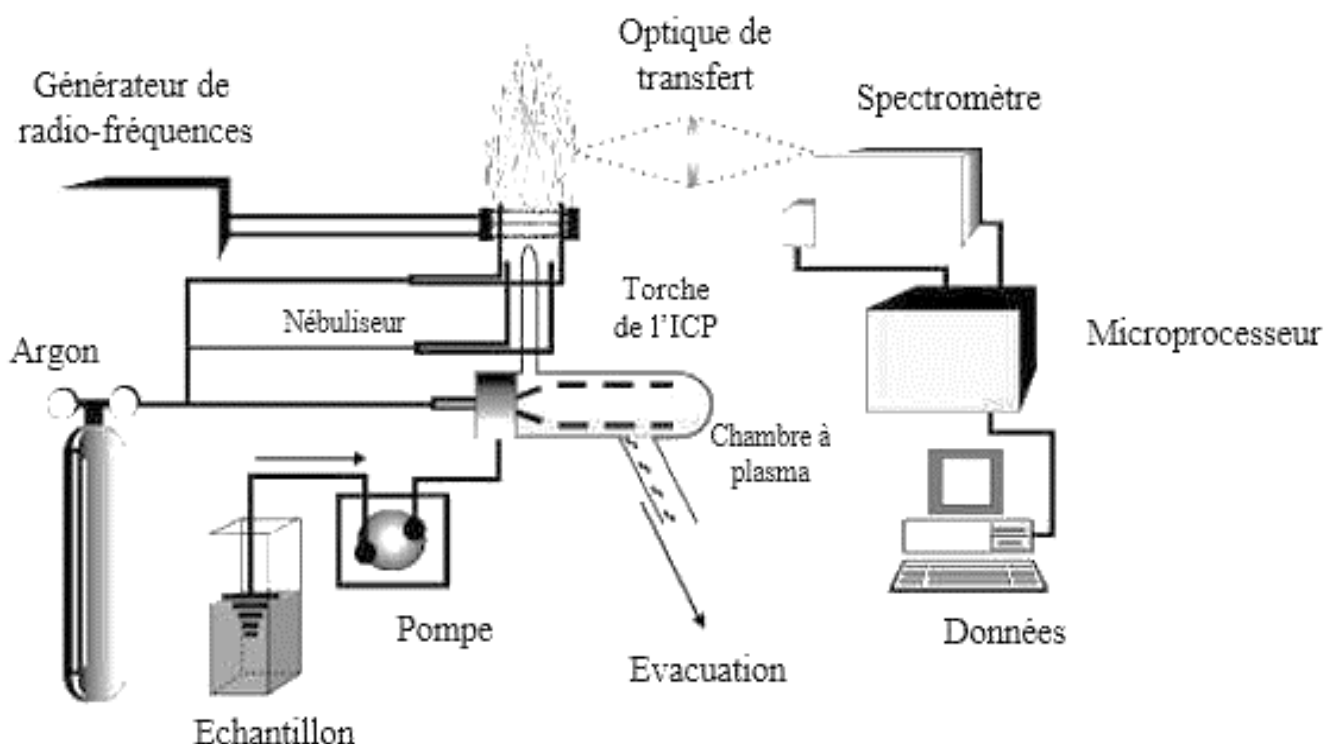 Optique de
transfert
Générateur de
radio-fréquences
Spectromètre
Torche
de l'ICP
Nébuliseur
Microprocesseur
Argon
Chambre à
plasma
Pompe
Données
Evacuation
Echantillon